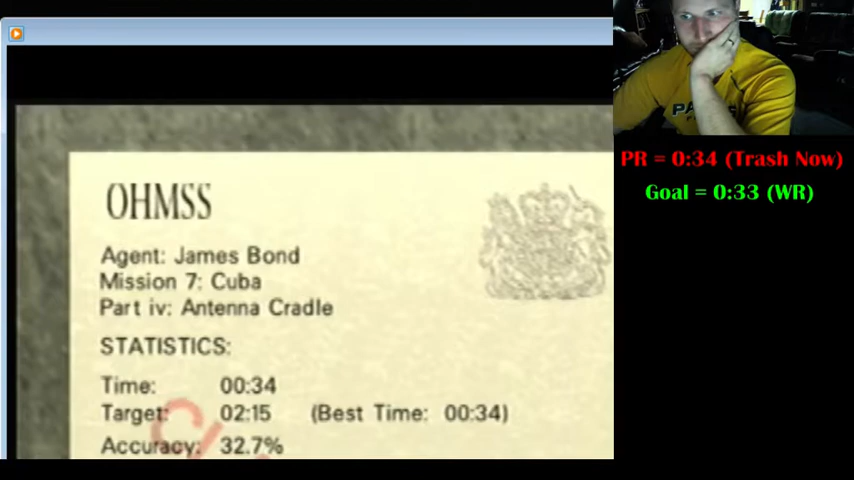 OHMSS
Agent: James Bond
Mission 7: Cuba
Part iv: Antenna Cradle
STATISTICS:
Time: 00:34
Target: 02:15 (Best Time: 00:34)
Accuracy: 32.7%
PR = 0:34 (Trash Now)
Goal = 0:33 (WR)